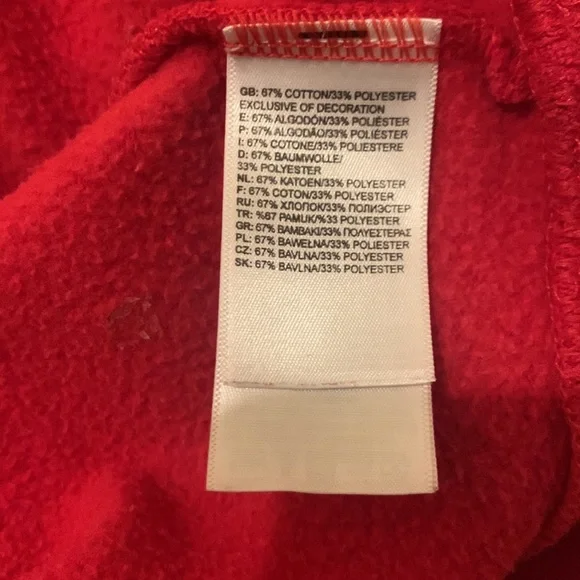 GB: 67% COTTON/33% POLYESTER
EXCLUSIVE OF DECORATION
E: 67% ALGODÓN/33% POLIÉSTER
P: 67% ALGODÃO/33% POLIÉSTER
I: 67% COTONE/33% POLIESTERE
D: 67% BAUMWOLLE/
33% POLYESTER
NL: 67% KATOEN/33% POLYESTER
F: 67% COTON/33% POLYESTER
RU: 67% ХЛОПОК/33% ПОЛИЭСТЕР
TR: %67 PAMUK/%33 POLYESTER
GR: 67% ΒΑΜΒΑΚΙ/33% ΠΟΛΥΕΣΤΕΡΑΣ
PL: 67% BAWEŁNA/33% POLIESTER
CZ: 67% BAVLNA/33% POLYESTER
SK: 67% BAVLNA/33% POLYESTER